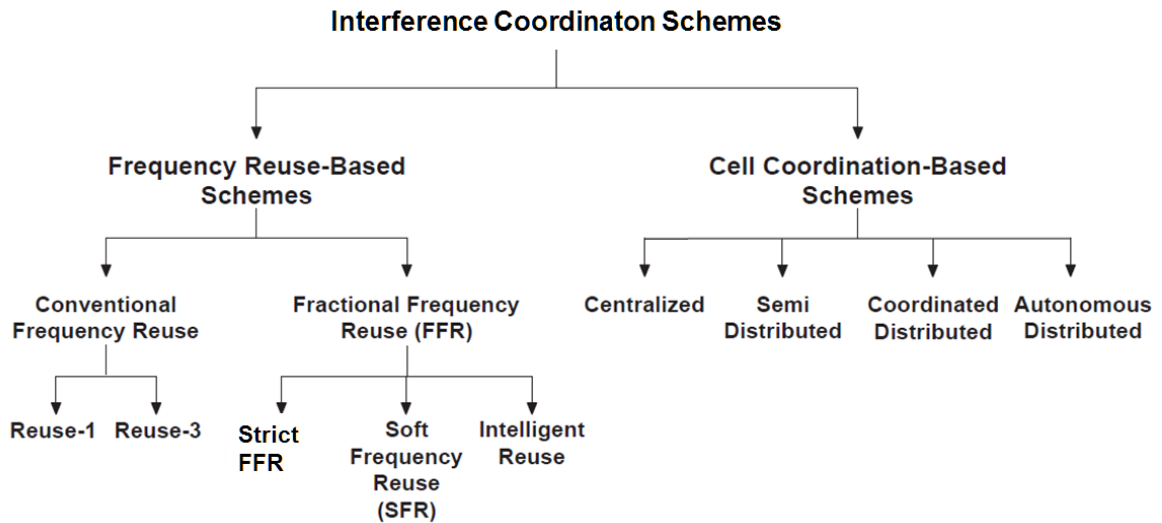 Interference Coordinaton Schemes
Frequency Reuse-Based
Schemes
Cell Coordination-Based
Schemes
Conventional
Frequency Reuse
Fractional Frequency
Reuse (FFR)
Centralized
Semi
Distributed
Coordinated
Distributed
Autonomous
Distributed
Reuse-1
Reuse-3
Strict
FFR
Soft
Frequency
Reuse
(SFR)
Intelligent
Reuse